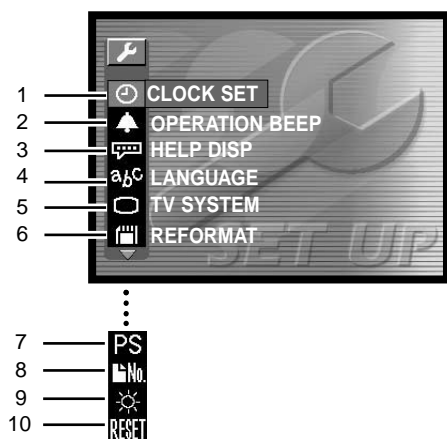 1 CLOCK SET
2 OPERATION BEEP
3 HELP DISP
4 abc LANGUAGE
5 TV SYSTEM
6 REFORMAT
SET UP
7 PS
8 No.
9
10 RESET